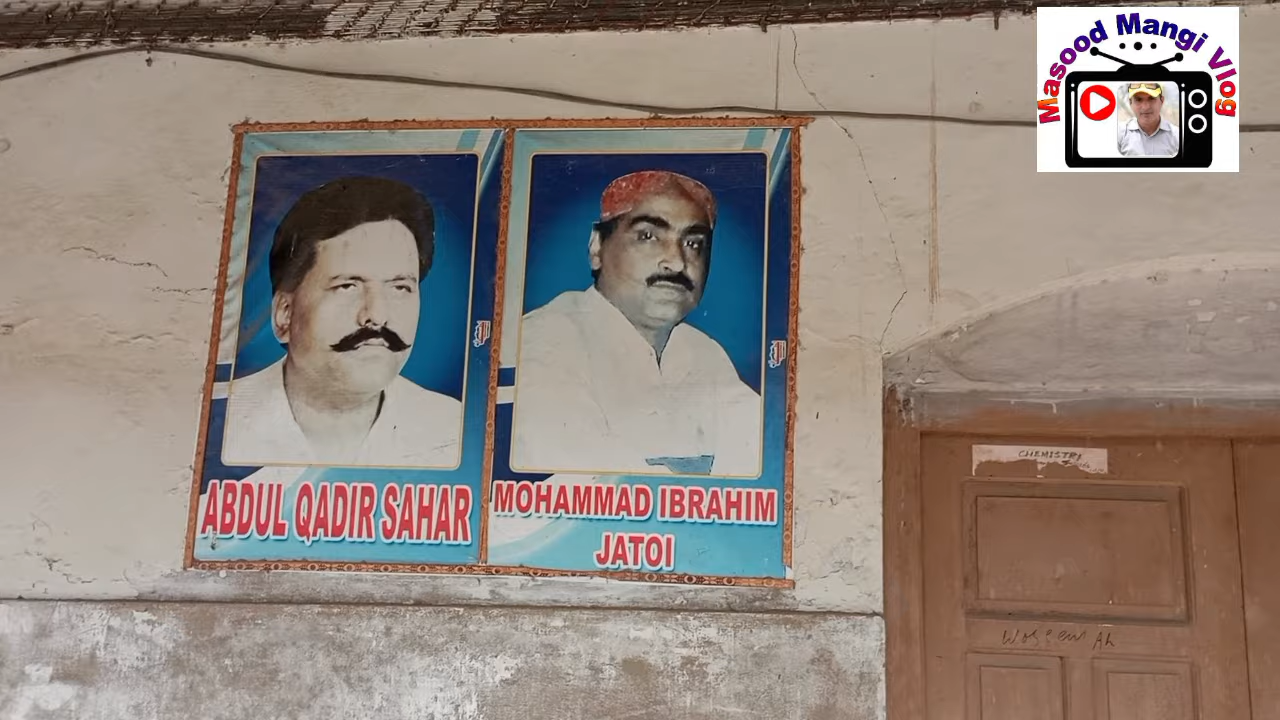 Masood Mangi Vlog
ABDUL QADIR SAHAR
MOHAMMAD IBRAHIM
JATOI
CHEMISTRY